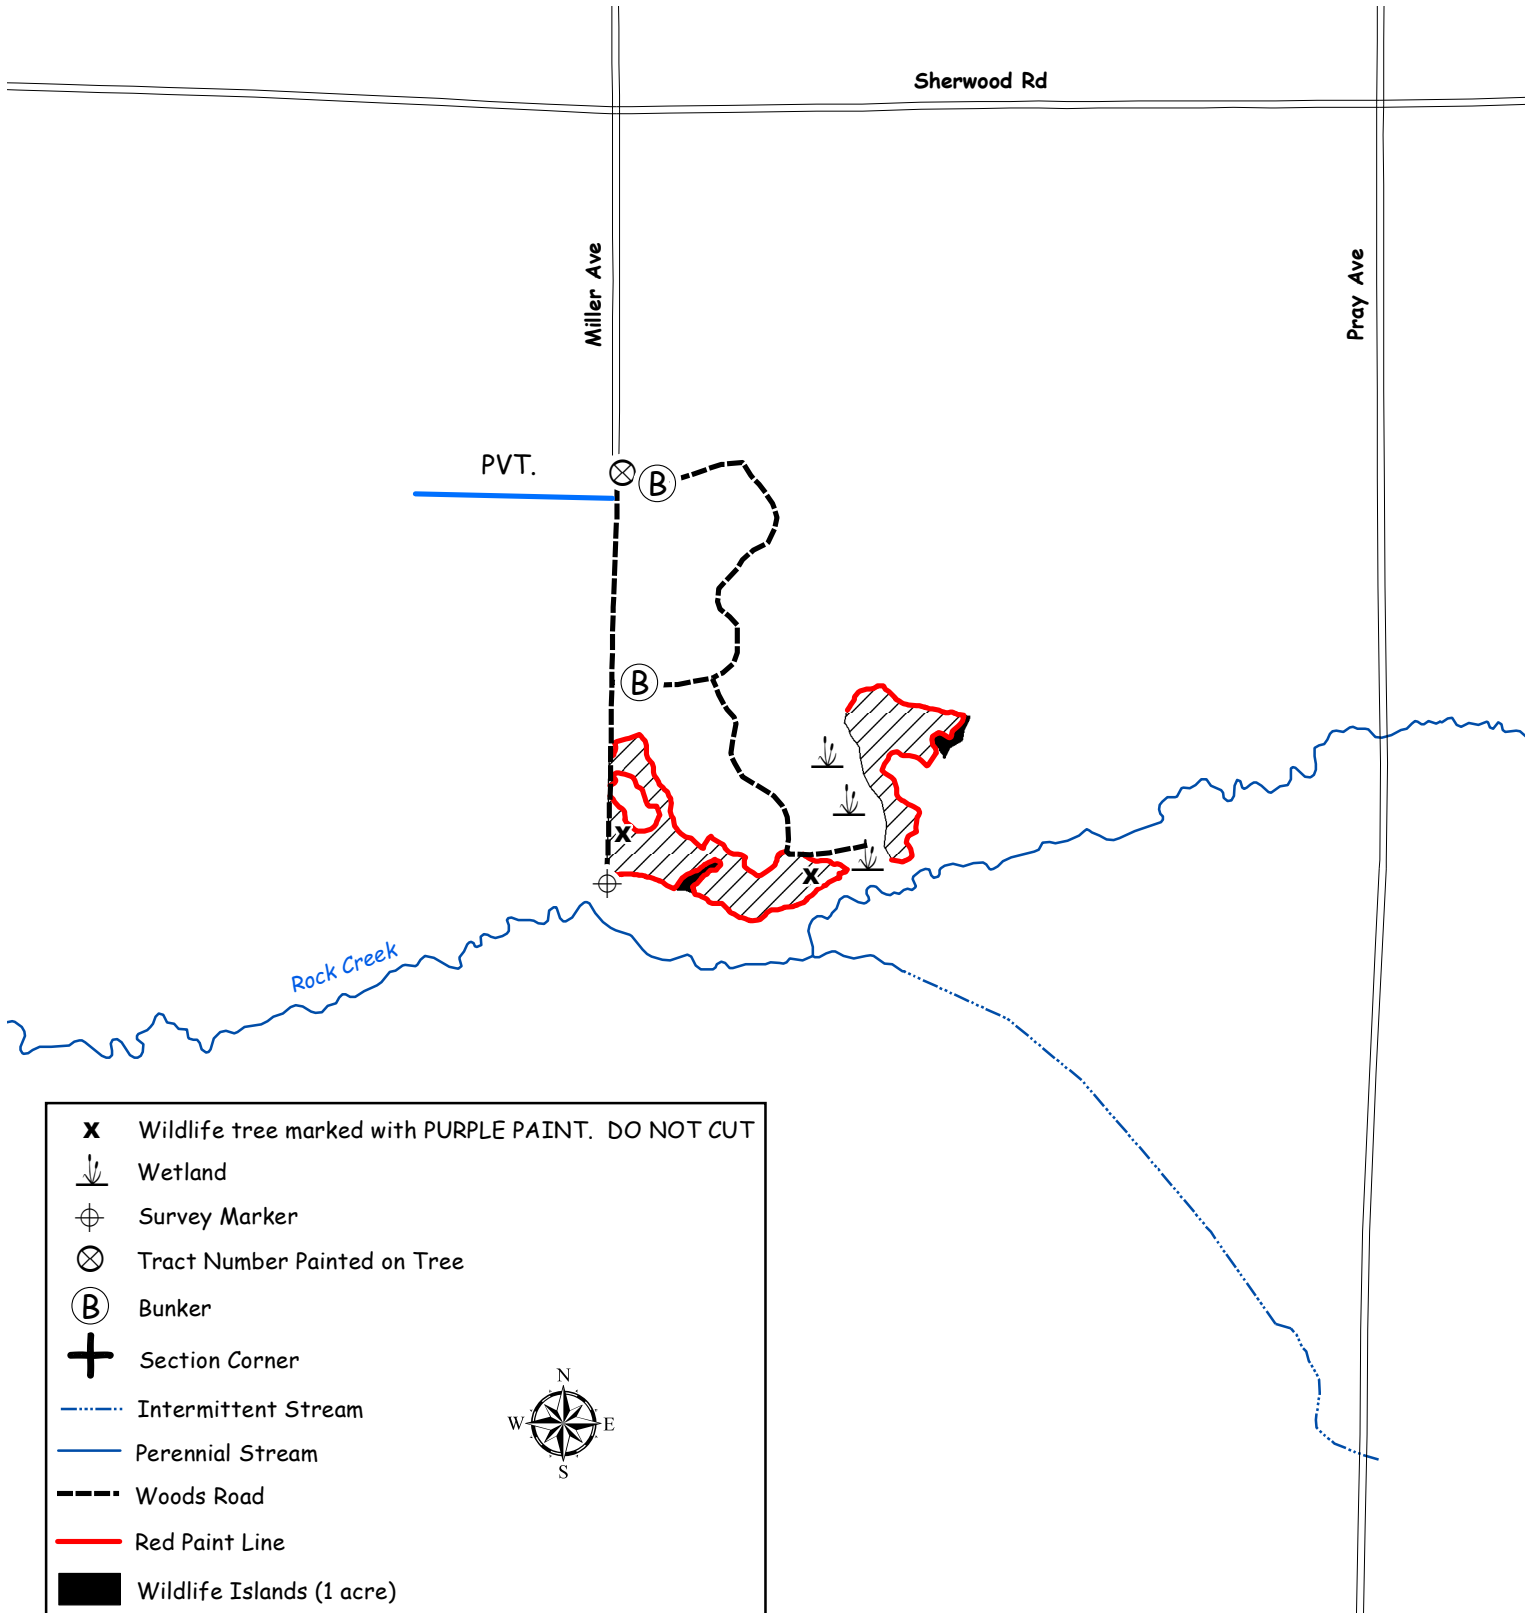 Sherwood Rd
Miller Ave
Pray Ave
PVT.
B
B
x
x
Rock Creek
x Wildlife tree marked with PURPLE PAINT. DO NOT CUT
Wetland
Survey Marker
Tract Number Painted on Tree
B Bunker
Section Corner
Intermittent Stream
Perennial Stream
Woods Road
Red Paint Line
Wildlife Islands (1 acre)
N
W E
S